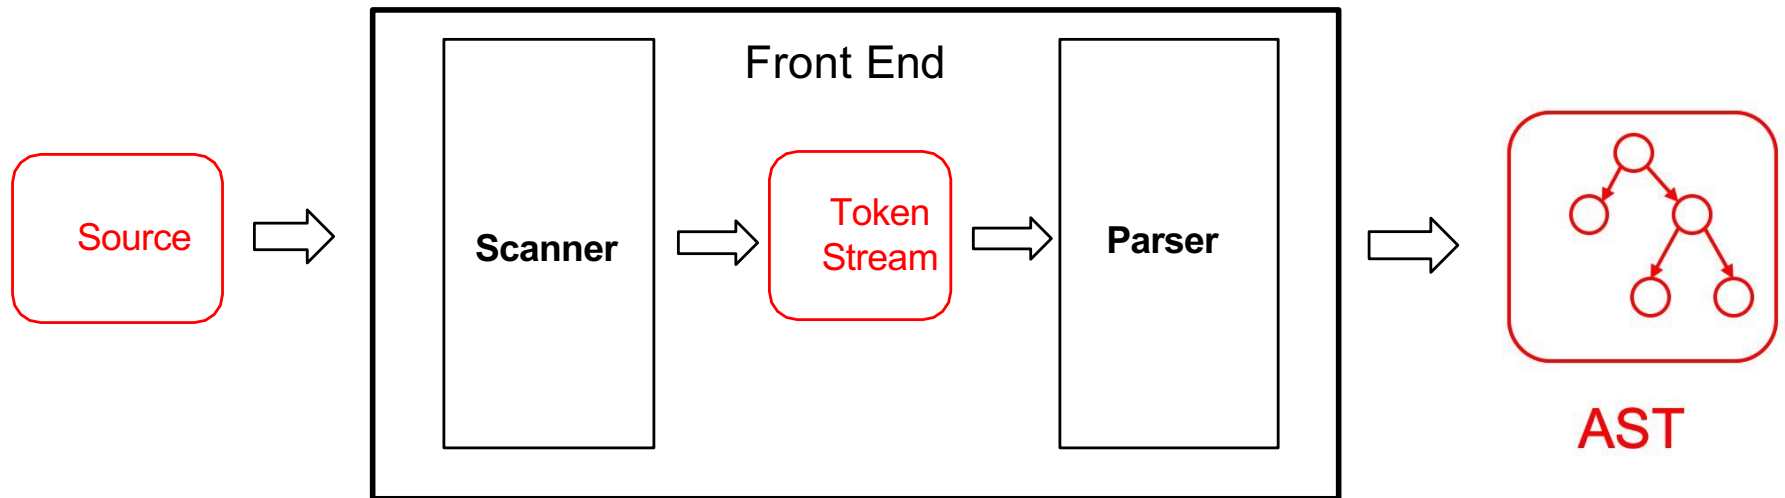 Front End
Source
Scanner
Token
Stream
Parser
AST